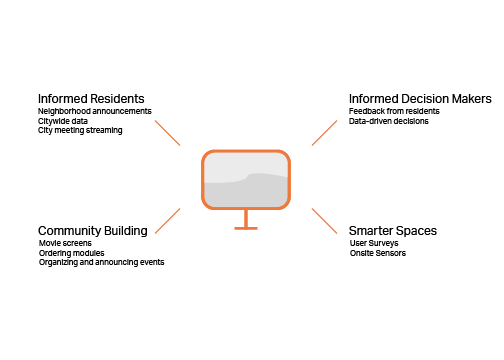 Informed Residents
Neighborhood announcements
Citywide data
City meeting streaming
Informed Decision Makers
Feedback from residents
Data-driven decisions
Community Building
Movie screens
Ordering modules
Organizing and announcing events
Smarter Spaces
User Surveys
Onsite Sensors